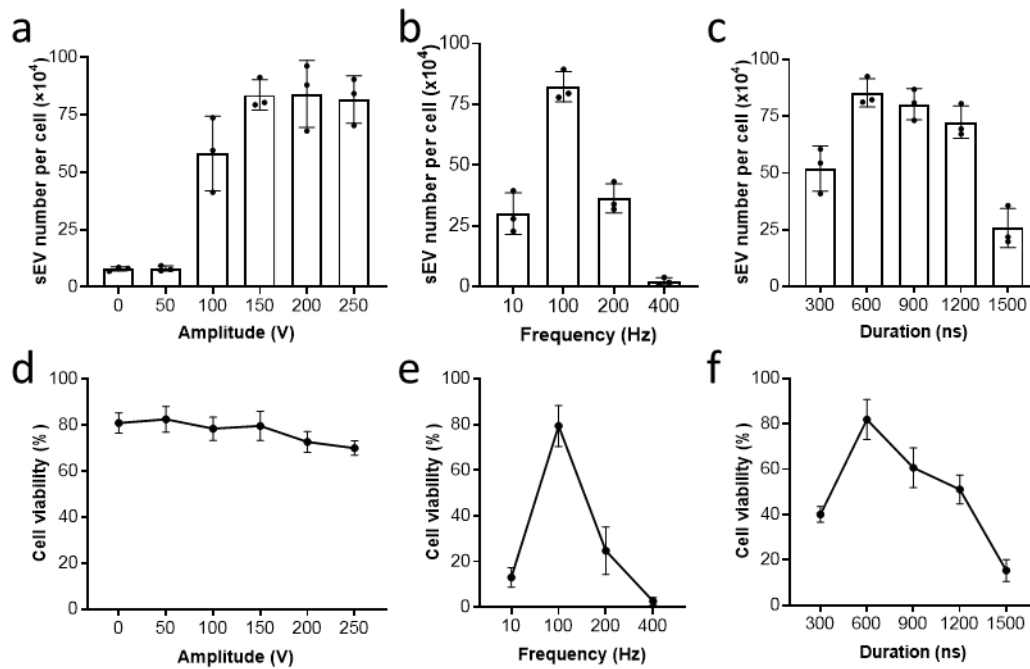 a
sEV number per cell (×10⁴)
100
75
50
25
0
0 50 100 150 200 250
Amplitude (V)
b
sEV number per cell (×10⁴)
100
75
50
25
0
10 100 200 400
Frequency (Hz)
c
sEV number per cell (×10⁴)
100
75
50
25
0
300 600 900 1200 1500
Duration (ns)
d
Cell viability (%)
100
80
60
40
20
0
0 50 100 150 200 250
Amplitude (V)
e
Cell viability (%)
100
80
60
40
20
0
10 100 200 400
Frequency (Hz)
f
Cell viability (%)
100
80
60
40
20
0
300 600 900 1200 1500
Duration (ns)